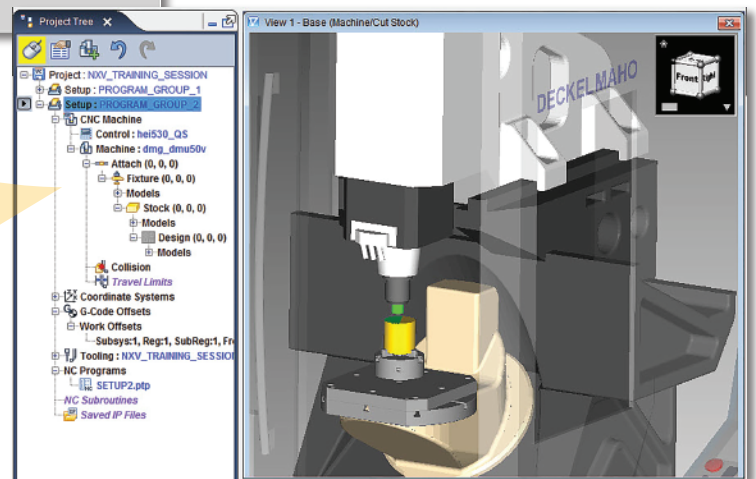 Project Tree
Project : NXV_TRAINING_SESSION
Setup : PROGRAM_GROUP_1
Setup : PROGRAM_GROUP_2
CNC Machine
Control : hei530_QS
Machine : dmg_dmu50v
Attach (0, 0, 0)
Fixture (0, 0, 0)
Models
Stock (0, 0, 0)
Models
Design (0, 0, 0)
Models
Collision
Travel Limits
Coordinate Systems
G-Code Offsets
Work Offsets
Subsys:1, Reg:1, SubReg:1, Fr
Tooling : NXV_TRAINING_SESSIO
NC Programs
SETUP2.ptp
NC Subroutines
Saved IP Files
View 1 - Base (Machine/Cut Stock)
DECKELMAHO
Front